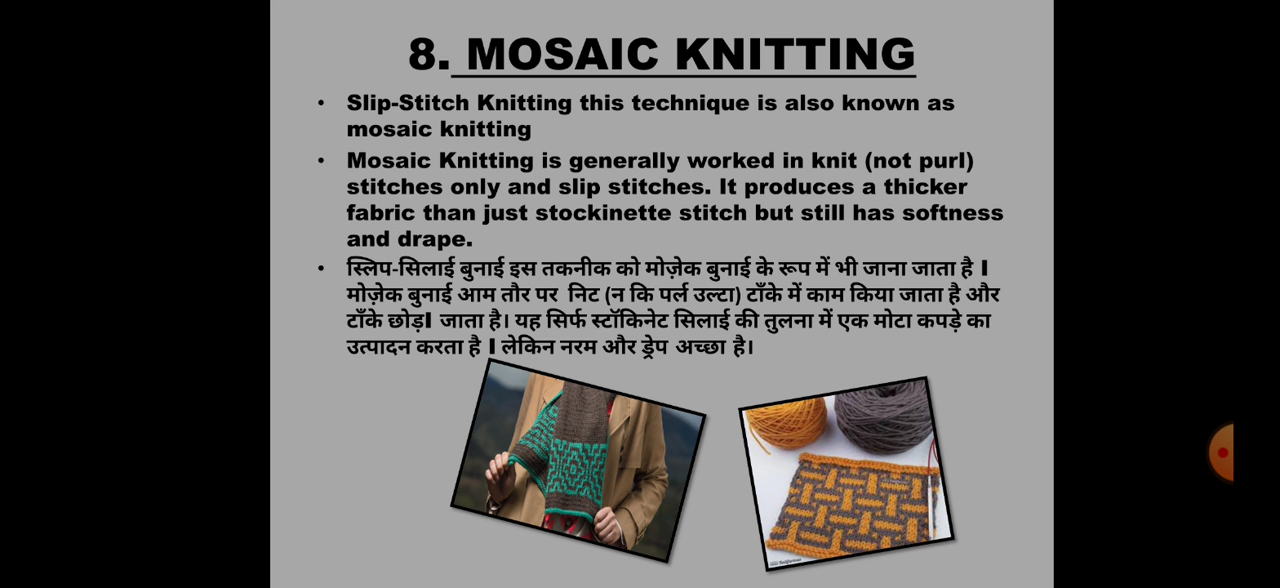 8. MOSAIC KNITTING
• Slip-Stitch Knitting this technique is also known as
mosaic knitting
• Mosaic Knitting is generally worked in knit (not purl)
stitches only and slip stitches. It produces a thicker
fabric than just stockinette stitch but still has softness
and drape.
• स्लिप-सिलाई बुनाई इस तकनीक को मोज़ेक बुनाई के रूप में भी जाना जाता है I
मोज़ेक बुनाई आम तौर पर निट (न कि पर्ल उल्टा) टाँके में काम किया जाता है और
टाँके छोड़I जाता है। यह सिर्फ स्टॉकिनेट सिलाई की तुलना में एक मोटा कपड़े का
उत्पादन करता है I लेकिन नरम और ड्रेप अच्छा है।